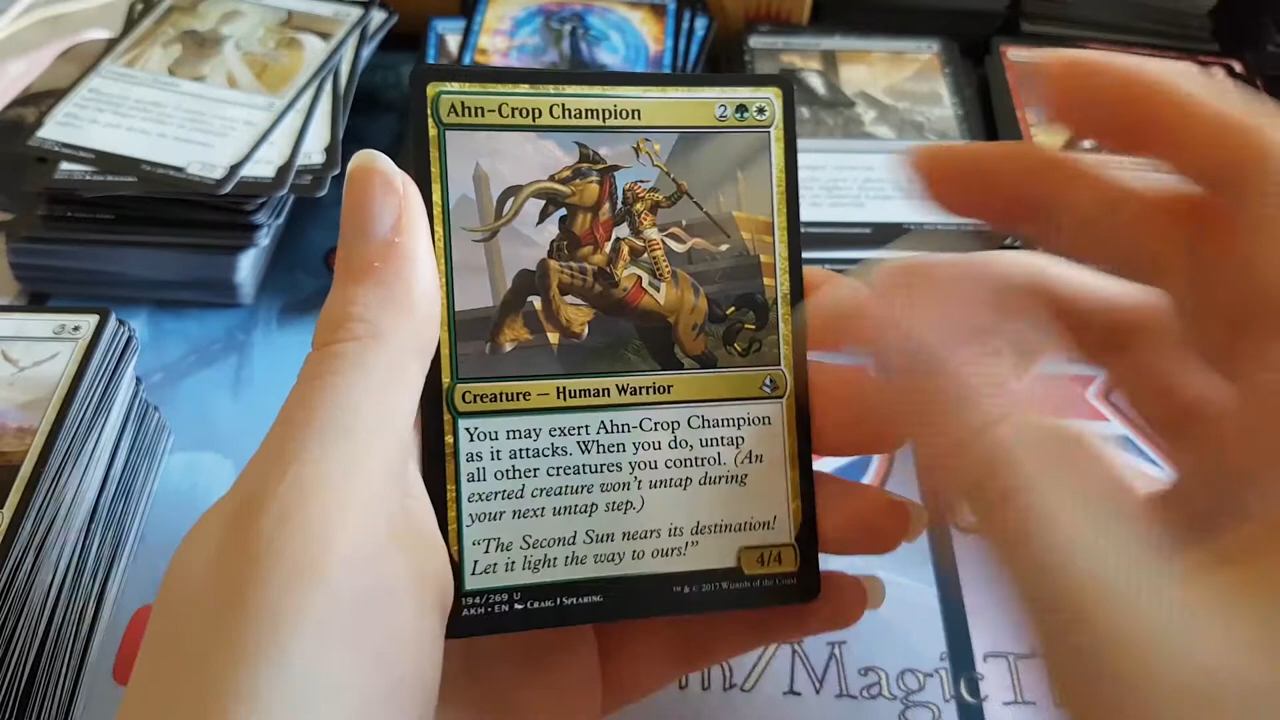 Ahn-Crop Champion 2
Creature — Human Warrior
You may exert Ahn-Crop Champion
as it attacks. When you do, untap
all other creatures you control. (An
exerted creature won't untap during
your next untap step.)
"The Second Sun nears its destination!
Let it light the way to ours!"
4/4
194/269 U
AKH • EN Craig J Spearing
™ & © 2017 Wizards of the Coast
m/MagicT